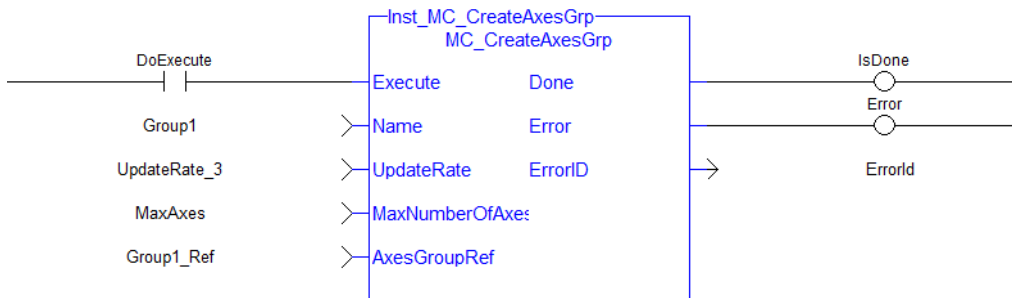 Inst_MC_CreateAxesGrp
MC_CreateAxesGrp
DoExecute Execute Done IsDone
Group1 Name Error Error
UpdateRate_3 UpdateRate ErrorID ErrorId
MaxAxes MaxNumberOfAxes
Group1_Ref AxesGroupRef